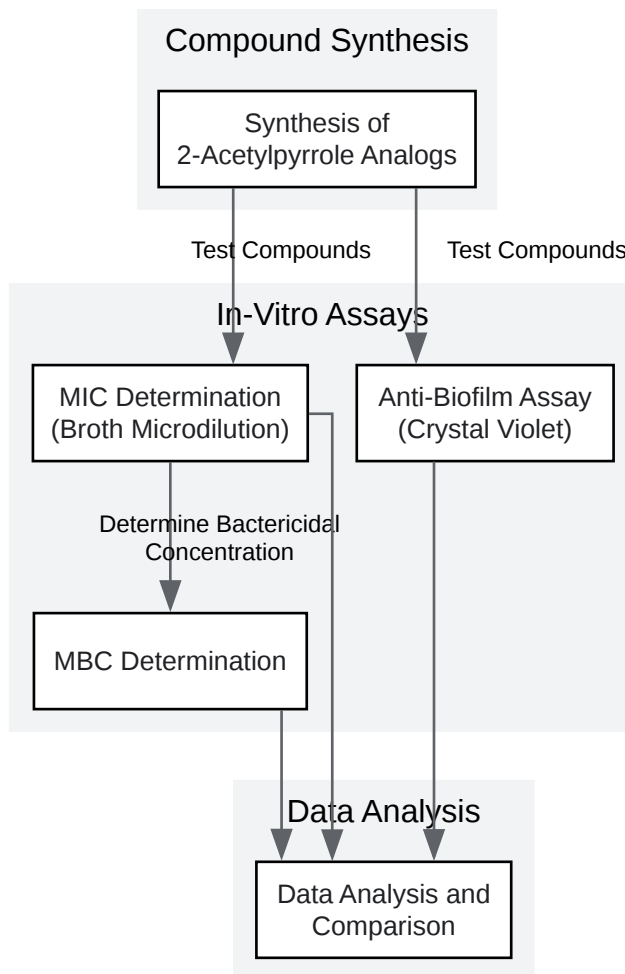 Compound Synthesis
Synthesis of
2-Acetylpyrrole Analogs
Test Compounds
Test Compounds
In-Vitro Assays
MIC Determination
(Broth Microdilution)
Anti-Biofilm Assay
(Crystal Violet)
Determine Bactericidal
Concentration
MBC Determination
Data Analysis
Data Analysis and
Comparison